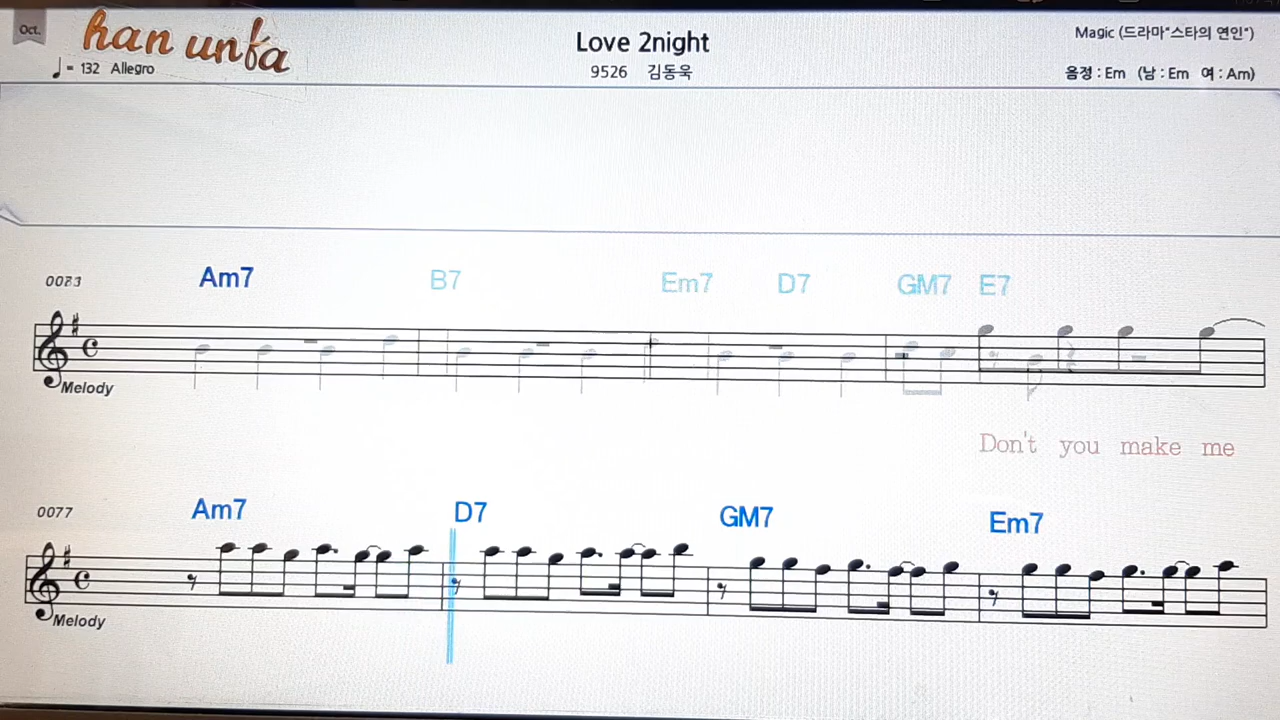 Oct.
han unfa
♩ = 132 Allegro
Love 2night
9526 김동욱
Magic (드라마"스타의 연인")
음정 : Em (남 : Em 여 : Am)
Am7 B7 Em7 D7 GM7 E7
Melody
Don't you make me
0077
Am7 D7 GM7 Em7
Melody